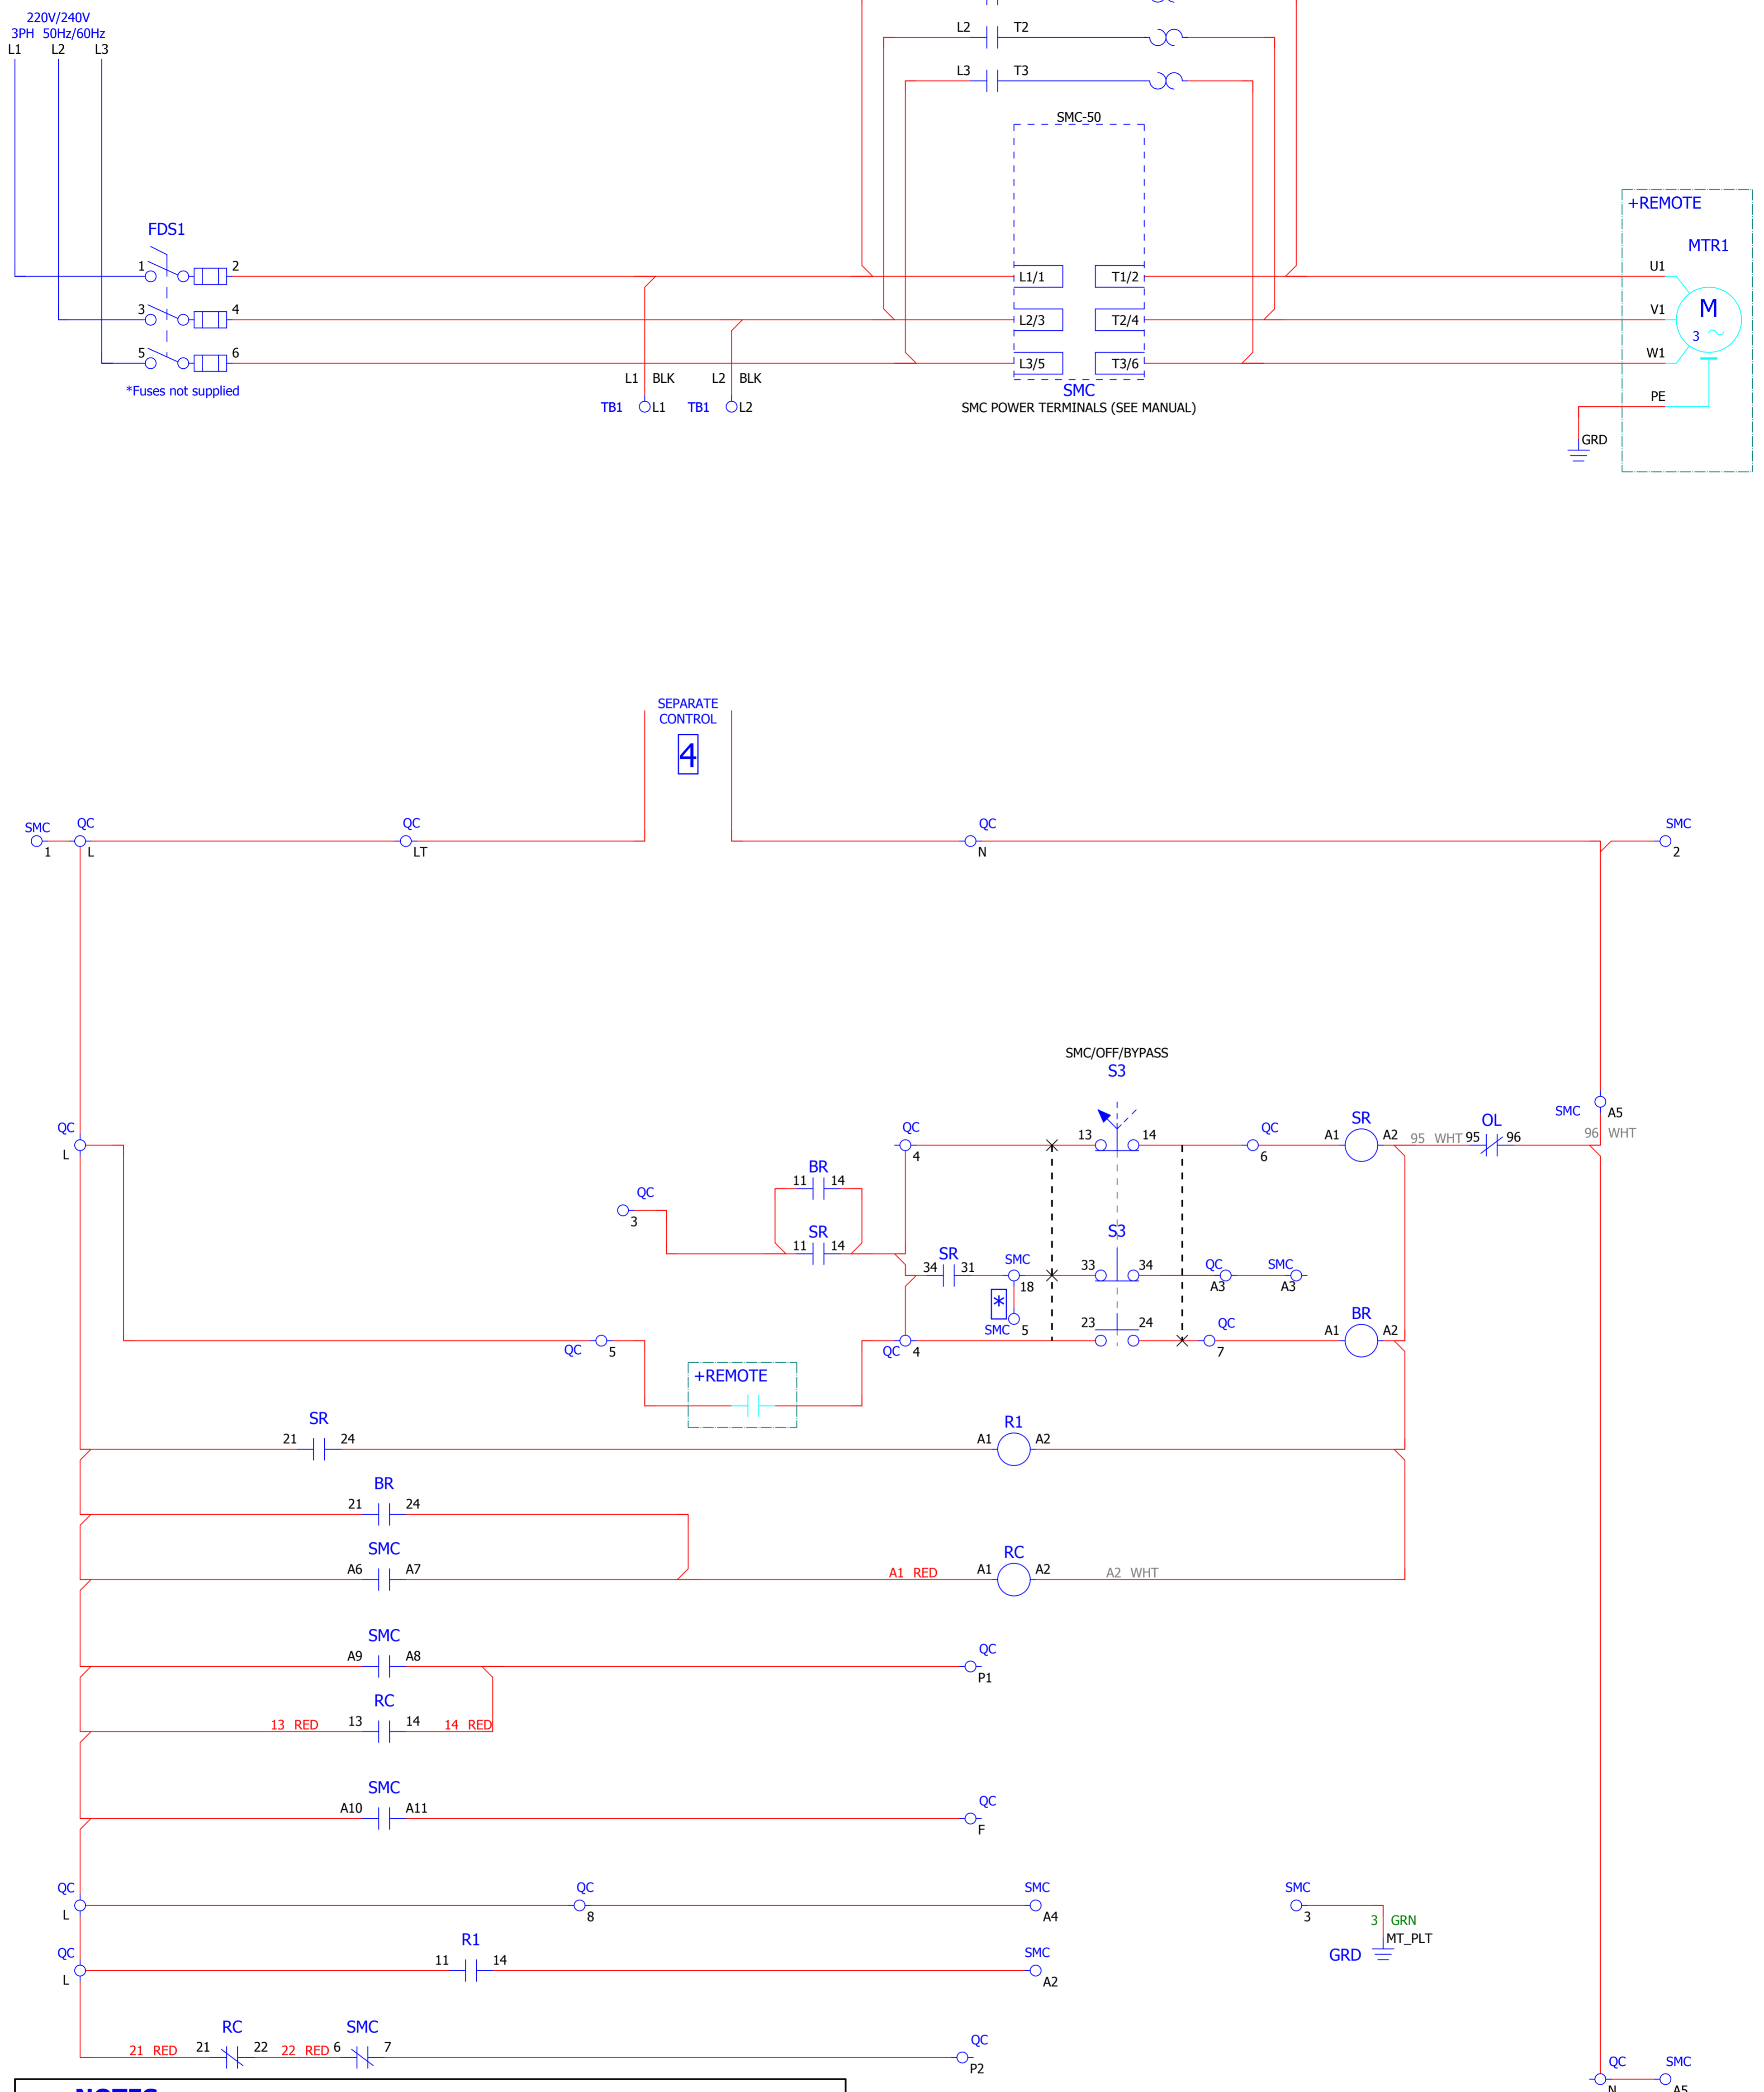 220V/240V
3PH 50Hz/60Hz
L1 L2 L3
L2 T2
L3 T3
SMC-50
+REMOTE
MTR1
FDS1
1 2
3 4
5 6
*Fuses not supplied
L1/1 T1/2
L2/3 T2/4
L3/5 T3/6
U1
V1
W1
PE
M
3
L1 BLK L2 BLK
TB1 L1 TB1 L2
SMC
SMC POWER TERMINALS (SEE MANUAL)
GRD
SEPARATE
CONTROL
4
SMC QC QC QC SMC
1 L LT N 2
SMC/OFF/BYPASS
S3
SMC A5
QC QC 13 14 QC SR OL
L 4 6 A1 A2 95 WHT 95 96 96 WHT
BR
11 14
QC
3
SR S3
11 14
SR SMC 33 34 QC SMC
34 31 18 A3 A3
*
SMC 5
23 24 QC BR
QC 5 QC 4 7 A1 A2
+REMOTE
SR R1
21 24 A1 A2
BR
21 24
SMC RC
A6 A7 A1 RED A1 A2 A2 WHT
SMC QC
A9 A8 P1
RC
13 RED 13 14 14 RED
SMC QC
A10 A11 F
QC QC SMC SMC
L 8 A4 3
3 GRN
MT_PLT
GRD
QC R1 SMC
L 11 14 A2
RC SMC QC
21 RED 21 22 22 RED 6 7 P2
QC SMC
N A5
NOTES